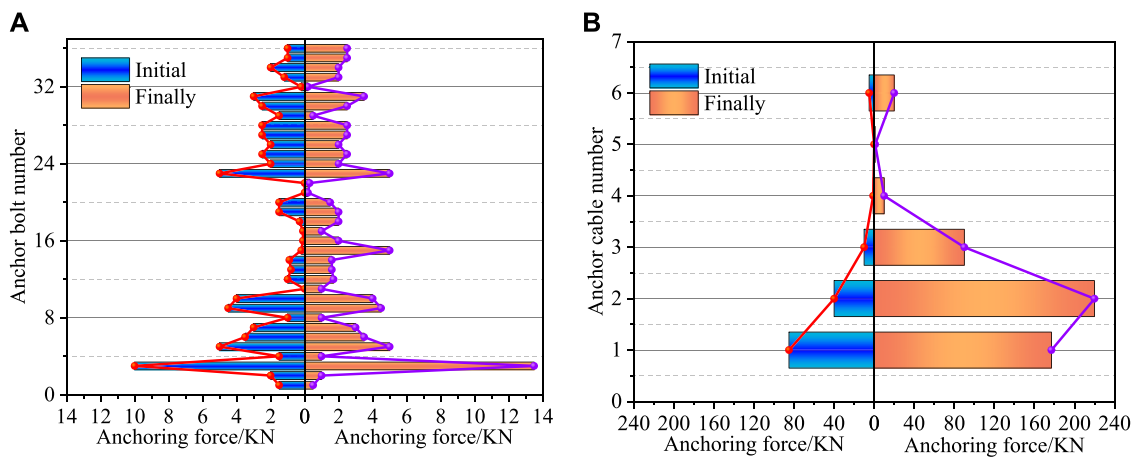 A
Initial
Finally
Anchor bolt number
32
24
16
8
0
14 12 10 8 6 4 2 0 2 4 6 8 10 12 14
Anchoring force/KN Anchoring force/KN
B
Initial
Finally
Anchor cable number
7
6
5
4
3
2
1
0
240 200 160 120 80 40 0 40 80 120 160 200 240
Anchoring force/KN Anchoring force/KN